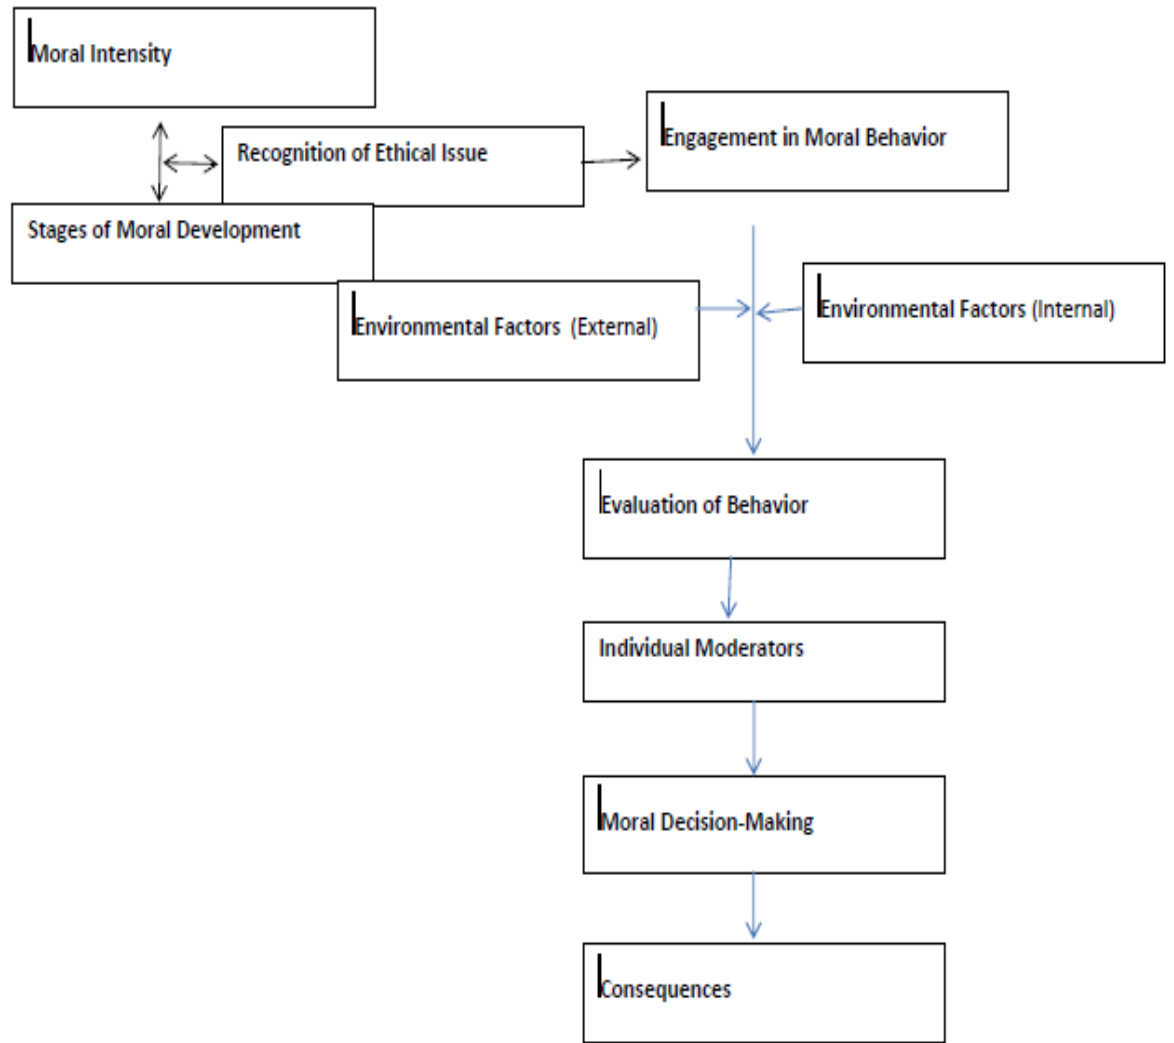 Moral Intensity
Recognition of Ethical Issue
Engagement in Moral Behavior
Stages of Moral Development
Environmental Factors (External)
Environmental Factors (Internal)
Evaluation of Behavior
Individual Moderators
Moral Decision-Making
Consequences